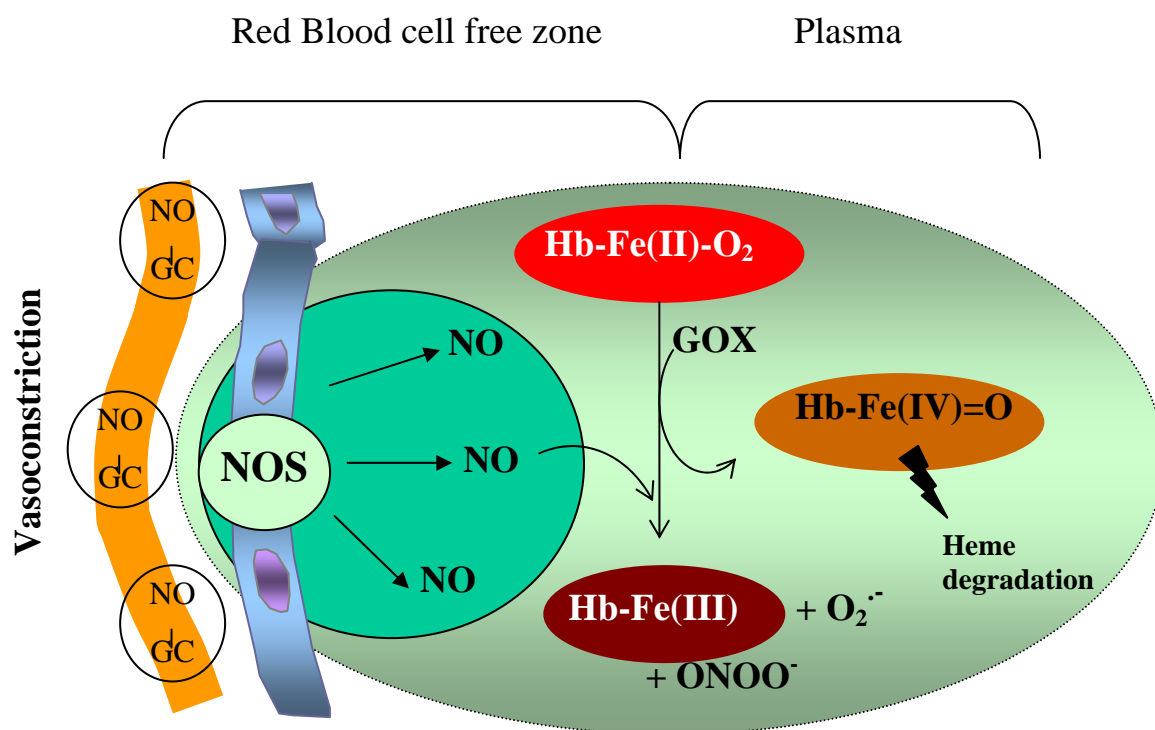 Red Blood cell free zone
Plasma
Vasoconstriction
NO
GC
NO
GC
NO
GC
NOS
NO
NO
NO
Hb-Fe(II)-O₂
GOX
Hb-Fe(IV)=O
Heme
degradation
Hb-Fe(III)
+ O₂·⁻
+ ONOO⁻